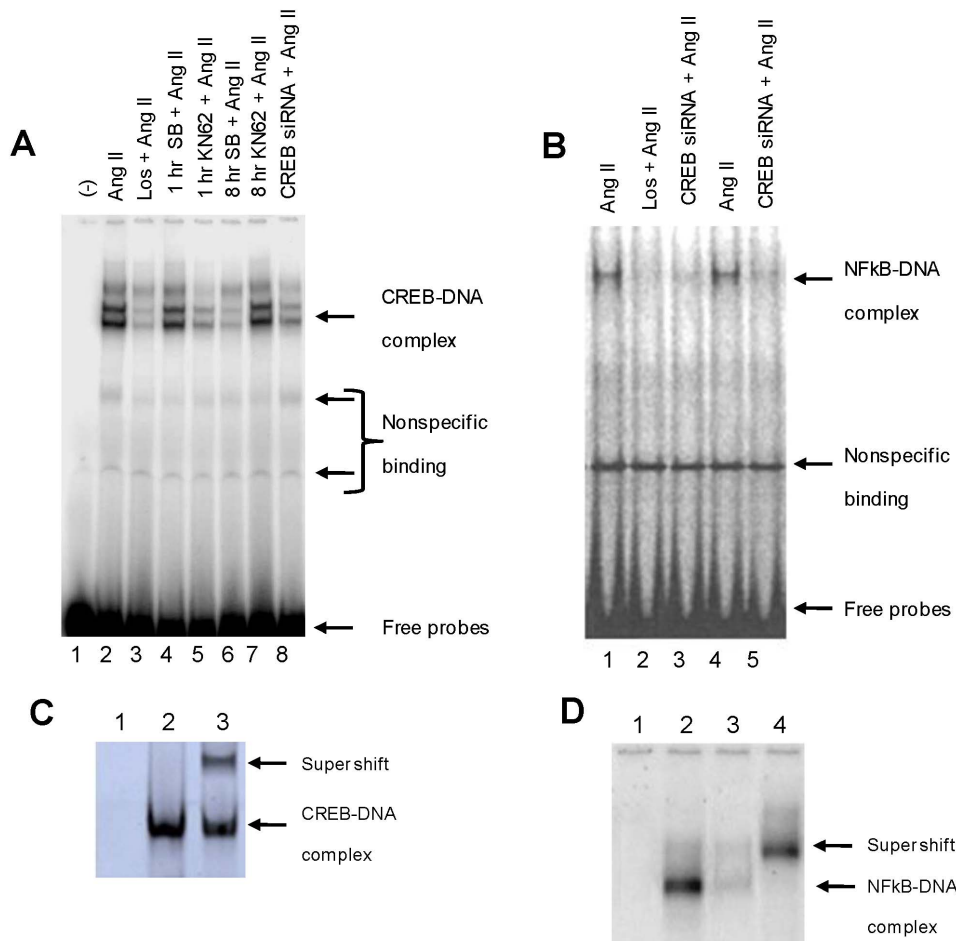 A
(-)
Ang II
Los + Ang II
1 hr SB + Ang II
1 hr KN62 + Ang II
8 hr SB + Ang II
8 hr KN62 + Ang II
CREB siRNA + Ang II
CREB-DNA
complex
Nonspecific
binding
Free probes
1 2 3 4 5 6 7 8
B
Ang II
Los + Ang II
CREB siRNA + Ang II
Ang II
CREB siRNA + Ang II
NFkB-DNA
complex
Nonspecific
binding
Free probes
1 2 3 4 5
C
1 2 3
Supershift
CREB-DNA
complex
D
1 2 3 4
Supershift
NFkB-DNA
complex